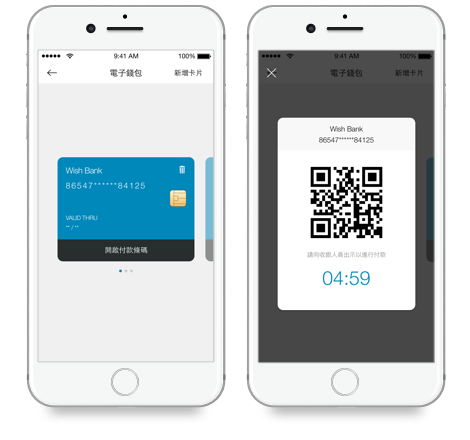 9:41 AM
100%
電子錢包
新增卡片
Wish Bank
86547******84125
VALID THRU
**/**
開啟付款條碼
9:41 AM
100%
電子錢包
新增卡片
Wish Bank
86547******84125
請向收銀人員出示以進行付款
04:59